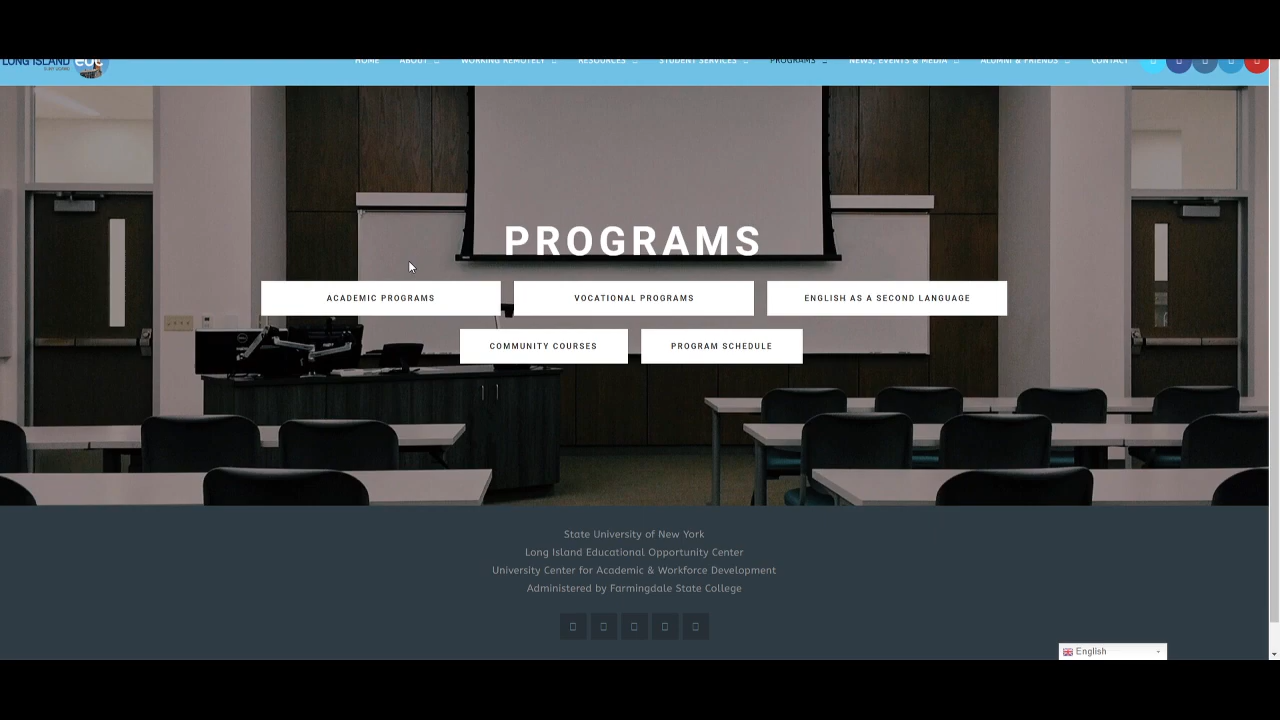 LONG ISLAND
HOME ABOUT WORKING REMOTELY RESOURCES STUDENT SERVICES PROGRAMS NEWS, EVENTS & MEDIA ALUMNI & FRIENDS CONTACT
PROGRAMS
ACADEMIC PROGRAMS
VOCATIONAL PROGRAMS
ENGLISH AS A SECOND LANGUAGE
COMMUNITY COURSES
PROGRAM SCHEDULE
State University of New York
Long Island Educational Opportunity Center
University Center for Academic & Workforce Development
Administered by Farmingdale State College
English